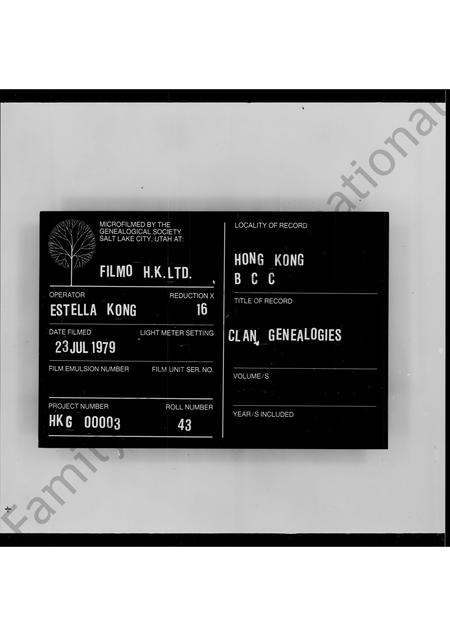 MICROFILMED BY THE
GENEALOGICAL SOCIETY
SALT LAKE CITY, UTAH AT:
FILMO H.K.LTD.
OPERATOR REDUCTION X
ESTELLA KONG 16
DATE FILMED LIGHT METER SETTING
23 JUL 1979
FILM EMULSION NUMBER FILM UNIT SER. NO.
PROJECT NUMBER ROLL NUMBER
HKG 00003 43
LOCALITY OF RECORD
HONG KONG
B C C
TITLE OF RECORD
CLAN GENEALOGIES
VOLUME/S
YEAR/S INCLUDED
Family
national